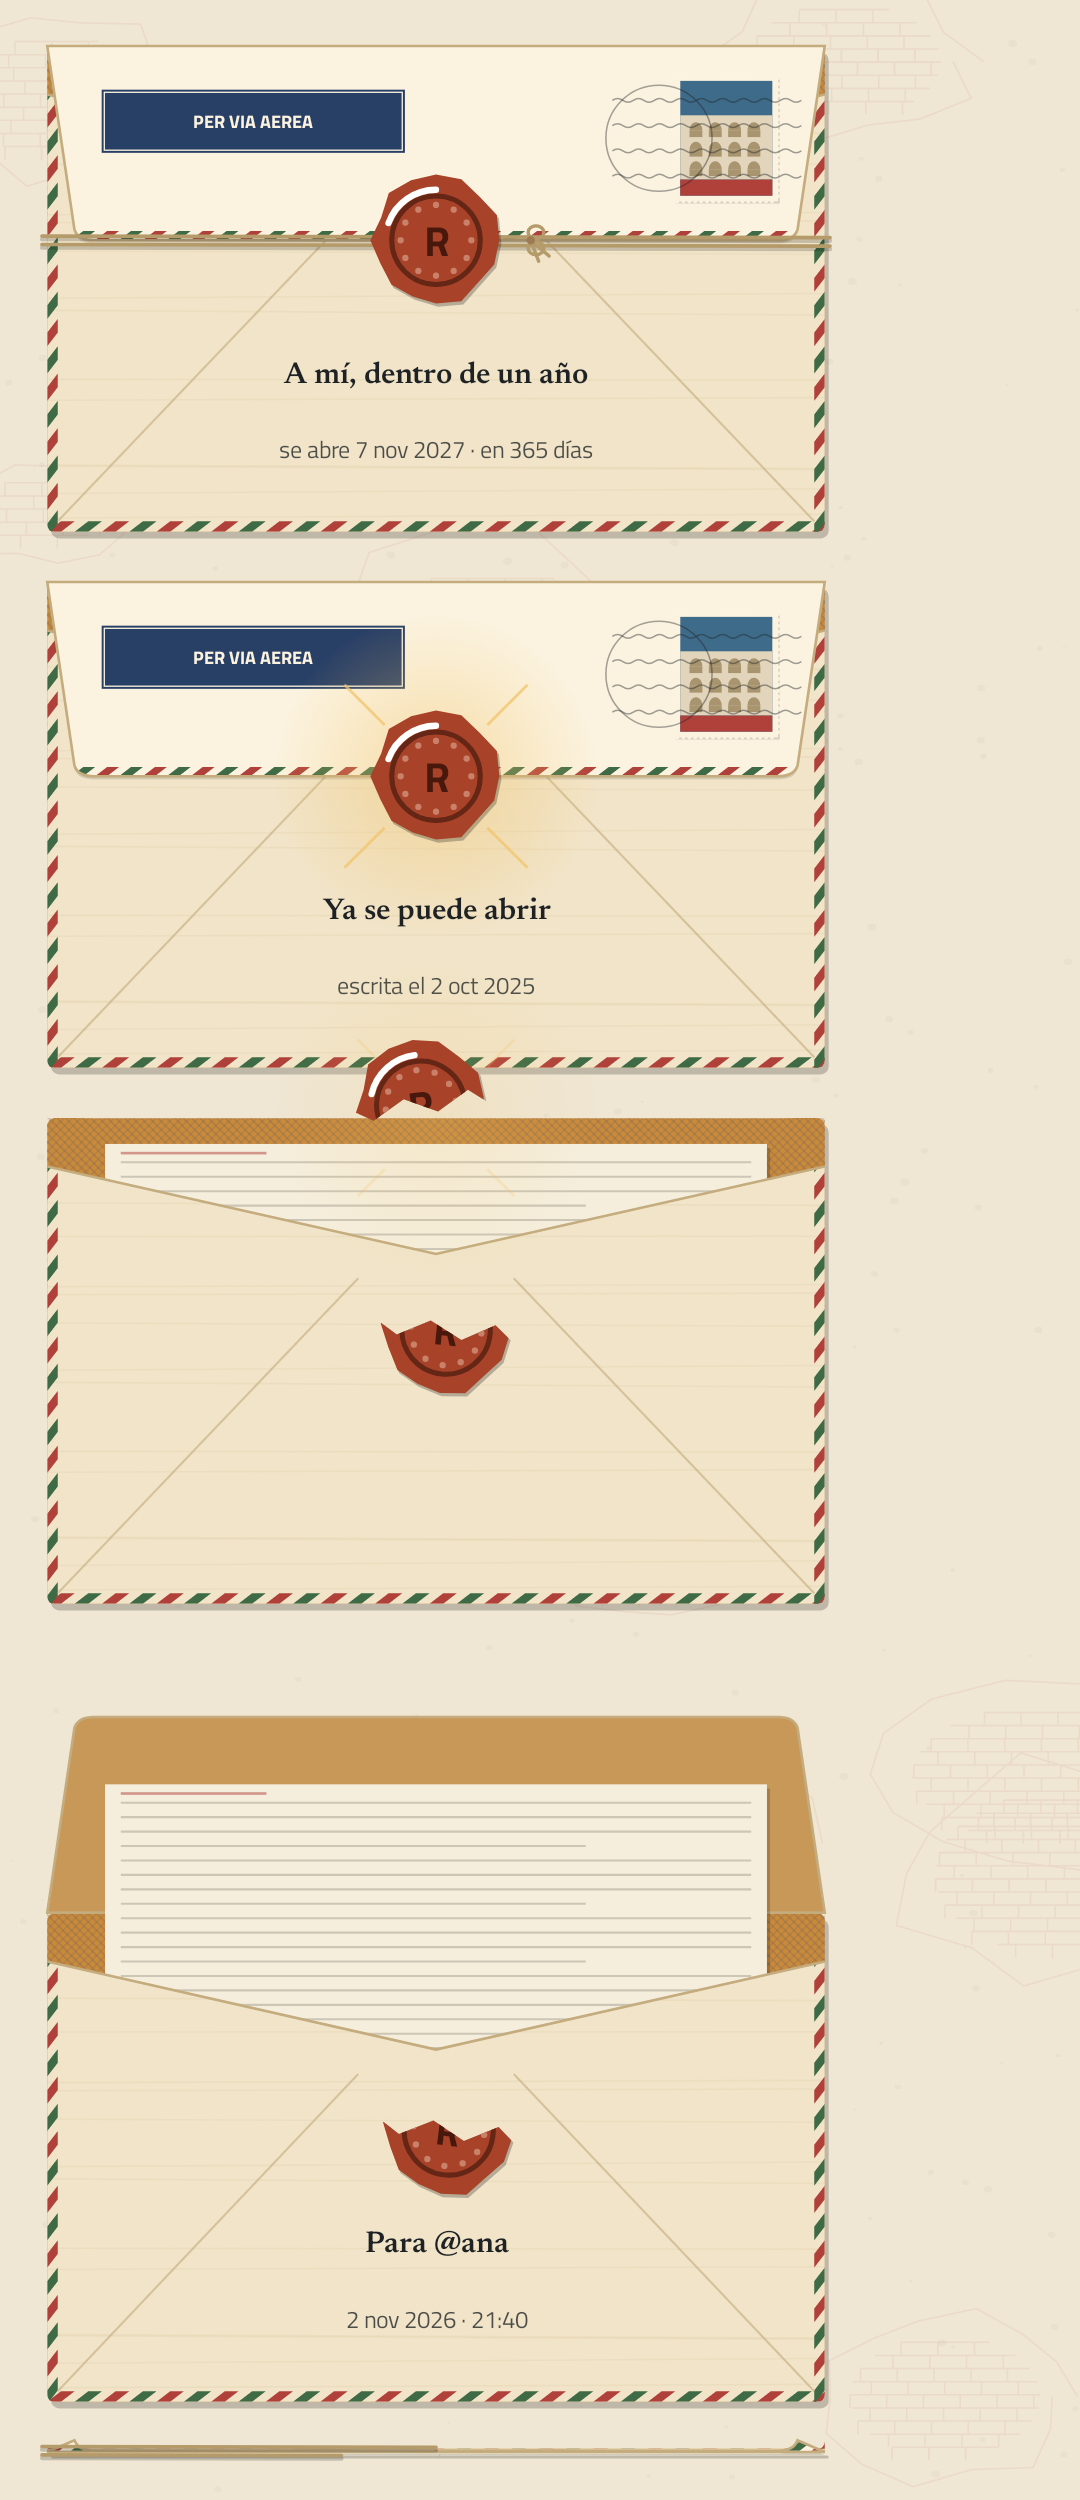 PER VIA AEREA
R
A mí, dentro de un año
se abre 7 nov 2027 · en 365 días
PER VIA AEREA
R
Ya se puede abrir
escrita el 2 oct 2025
R
R
R
Para @ana
2 nov 2026 · 21:40